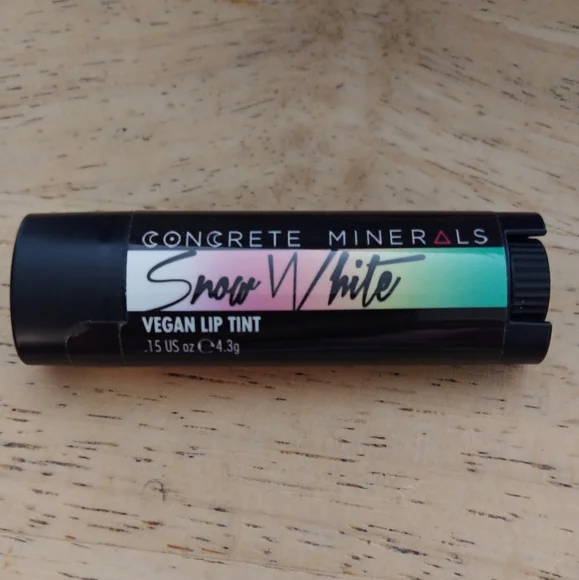 CONCRETE MINERALS
Snow White
VEGAN LIP TINT
.15 US oz ℮ 4.3g